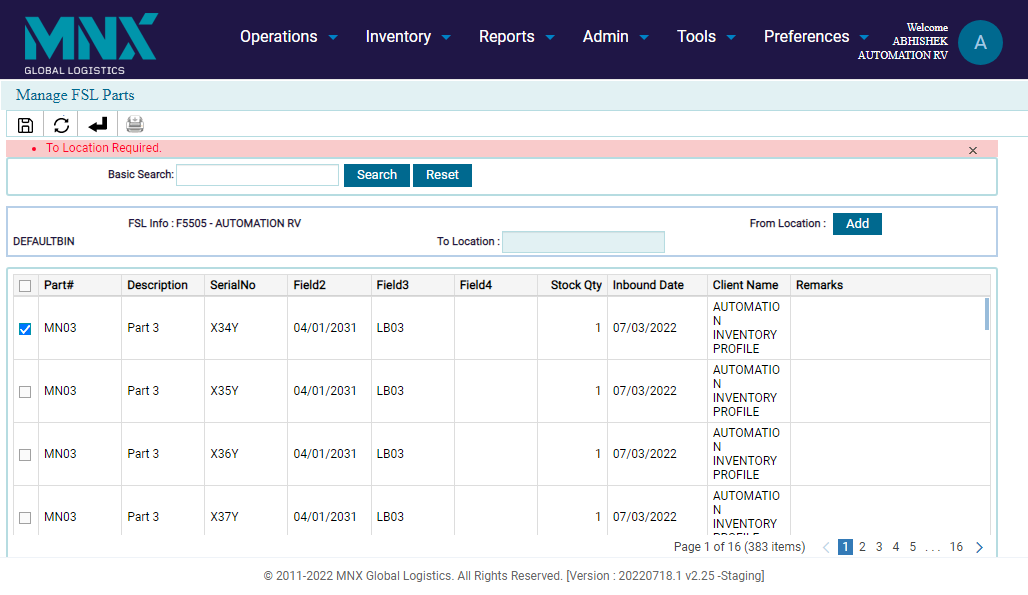 MNX
GLOBAL LOGISTICS
Operations Inventory Reports Admin Tools Preferences
Welcome
ABHISHEK
AUTOMATION RV
A
Manage FSL Parts
To Location Required.
Basic Search: Search Reset
FSL Info : F5505 - AUTOMATION RV From Location : Add
DEFAULTBIN To Location :
Part# Description SerialNo Field2 Field3 Field4 Stock Qty Inbound Date Client Name Remarks
MN03 Part 3 X34Y 04/01/2031 LB03 1 07/03/2022 AUTOMATIO
N
INVENTORY
PROFILE
MN03 Part 3 X35Y 04/01/2031 LB03 1 07/03/2022 AUTOMATIO
N
INVENTORY
PROFILE
MN03 Part 3 X36Y 04/01/2031 LB03 1 07/03/2022 AUTOMATIO
N
INVENTORY
PROFILE
MN03 Part 3 X37Y 04/01/2031 LB03 1 07/03/2022 AUTOMATIO
N
INVENTORY
PROFILE
Page 1 of 16 (383 items) 1 2 3 4 5 ... 16
© 2011-2022 MNX Global Logistics. All Rights Reserved. [Version : 20220718.1 v2.25 -Staging]